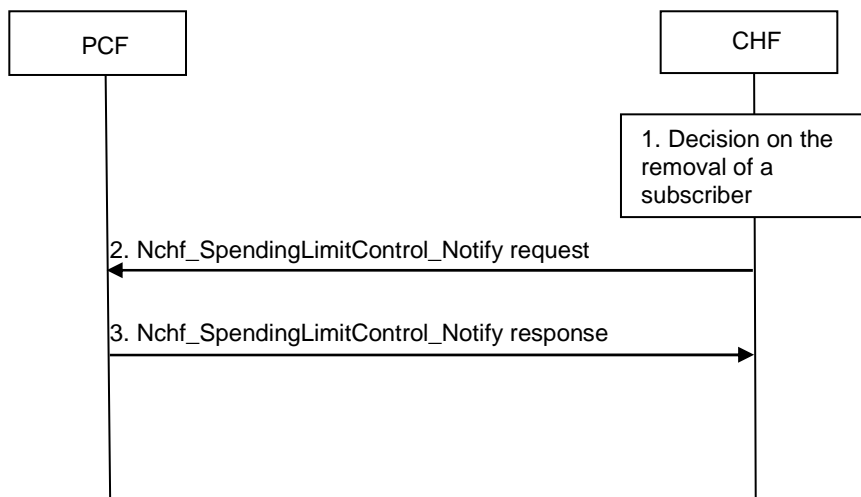 PCF
CHF
1. Decision on the
removal of a
subscriber
2. Nchf_SpendingLimitControl_Notify request
3. Nchf_SpendingLimitControl_Notify response